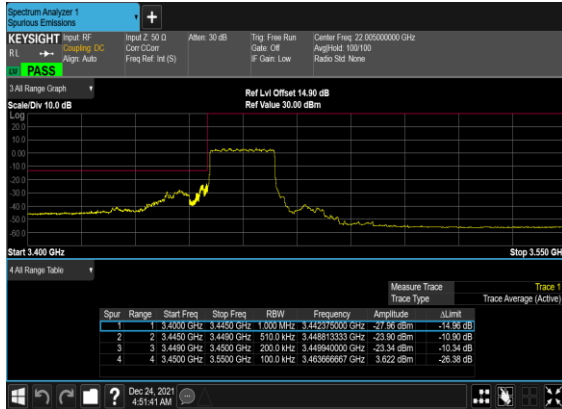 Spectrum Analyzer 1
Spurious Emissions
+
KEYSIGHT Input: RF Input Z: 50 Ω Atten: 30 dB Trig: Free Run Center Freq: 22.005000000 GHz
RL Coupling: DC Corr CCorr Gate: Off Avg|Hold: 100/100
Align: Auto Freq Ref: Int (S) IF Gain: Low Radio Std: None
PASS
3 All Range Graph
Ref Lvl Offset 14.90 dB
Scale/Div 10.0 dB Ref Value 30.00 dBm
Log
20.0
10.0
0.00
-10.0
-20.0
-30.0
-40.0
-50.0
-60.0
Start 3.400 GHz Stop 3.550 GH
4 All Range Table
Measure Trace Trace 1
Trace Type Trace Average (Active)
Spur Range Start Freq Stop Freq RBW Frequency Amplitude ΔLimit
1 1 3.4000 GHz 3.4450 GHz 1.000 MHz 3.442375000 GHz -27.96 dBm -14.96 dB
2 2 3.4450 GHz 3.4490 GHz 510.0 kHz 3.448813333 GHz -23.90 dBm -10.90 dB
3 3 3.4490 GHz 3.4500 GHz 200.0 kHz 3.449940000 GHz -23.34 dBm -10.34 dB
4 4 3.4500 GHz 3.5500 GHz 100.0 kHz 3.463666667 GHz 3.622 dBm -26.38 dB
? Dec 24, 2021
4:51:41 AM